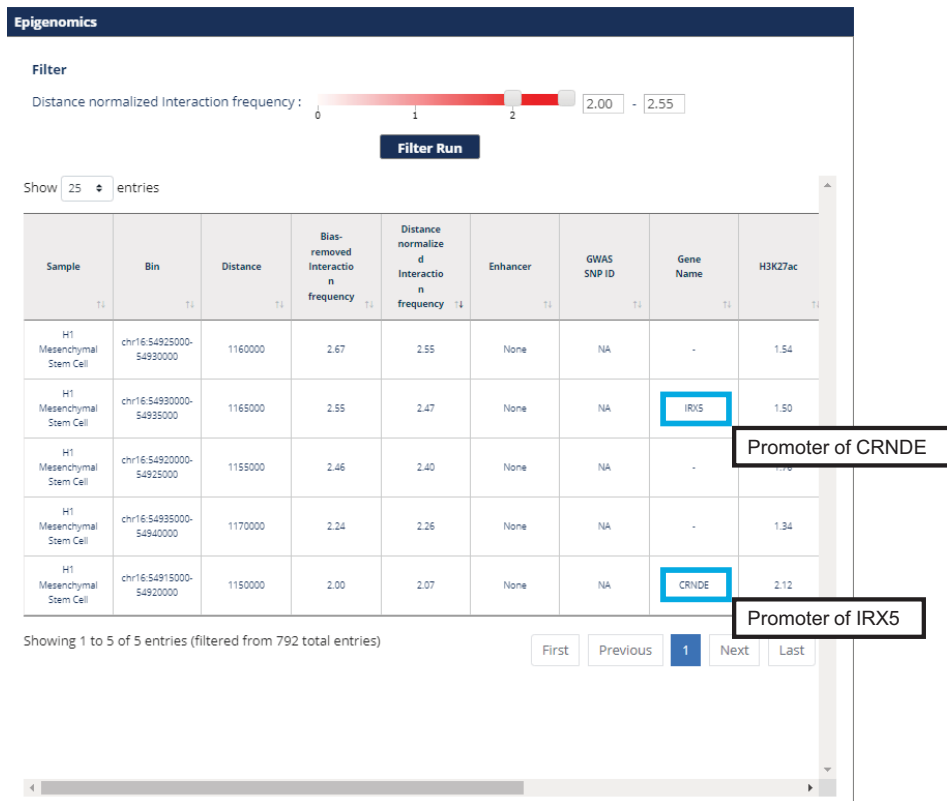 Epigenomics
Filter
Distance normalized Interaction frequency :
0
1
2
2.00 - 2.55
Filter Run
Show 25 entries
Sample
Bin
Distance
Bias-
removed
Interactio
n
frequency
Distance
normalize
d
Interactio
n
frequency
Enhancer
GWAS
SNP ID
Gene
Name
H3K27ac
H1
Mesenchymal
Stem Cell
chr16:54925000-
54930000
1160000
2.67
2.55
None
NA
-
1.54
H1
Mesenchymal
Stem Cell
chr16:54930000-
54935000
1165000
2.55
2.47
None
NA
IRX5
1.50
Promoter of CRNDE
H1
Mesenchymal
Stem Cell
chr16:54920000-
54925000
1155000
2.46
2.40
None
NA
-
H1
Mesenchymal
Stem Cell
chr16:54935000-
54940000
1170000
2.24
2.26
None
NA
-
1.34
H1
Mesenchymal
Stem Cell
chr16:54915000-
54920000
1150000
2.00
2.07
None
NA
CRNDE
2.12
Promoter of IRX5
Showing 1 to 5 of 5 entries (filtered from 792 total entries)
First Previous 1 Next Last